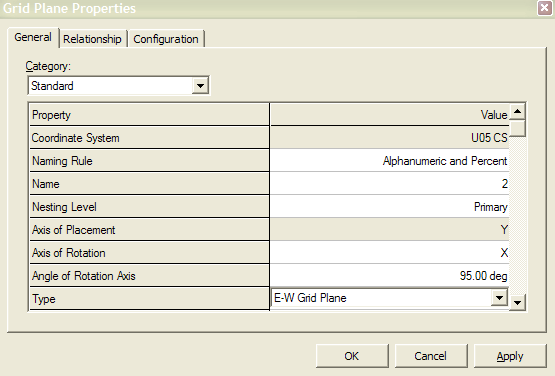 Grid Plane Properties
General Relationship Configuration
Category:
Standard
Property Value
Coordinate System U05 CS
Naming Rule Alphanumeric and Percent
Name 2
Nesting Level Primary
Axis of Placement Y
Axis of Rotation X
Angle of Rotation Axis 95.00 deg
Type E-W Grid Plane
OK Cancel Apply